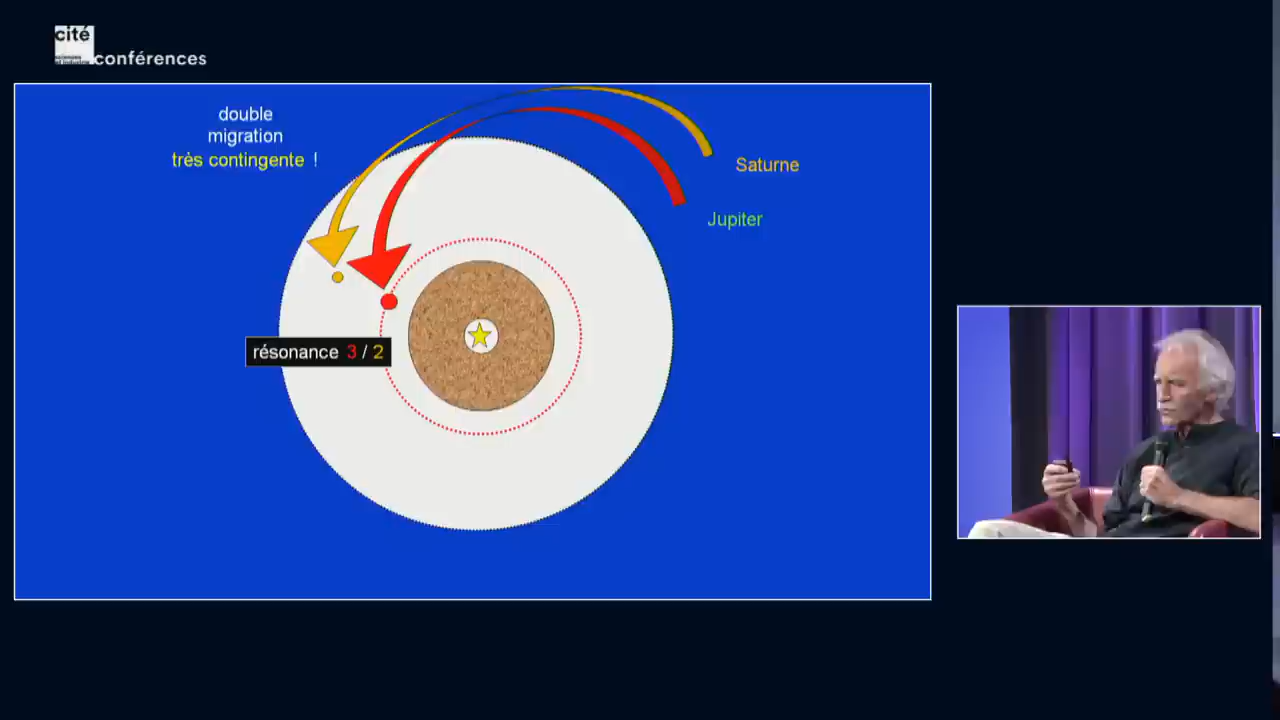 cité
conférences
double
migration
très contingente !
Saturne
Jupiter
résonance 3 / 2